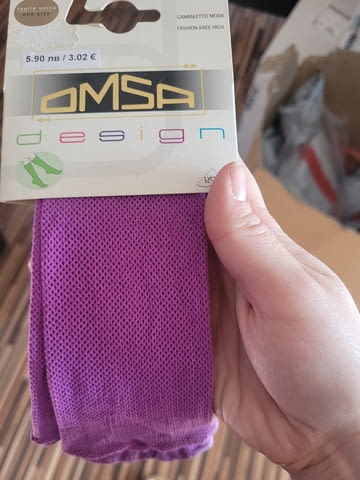 taglia unica
one size
GAMBALETTO MODA
FASHION KNEE HIGH
5.90 лв / 3.02 €
OMSA
design